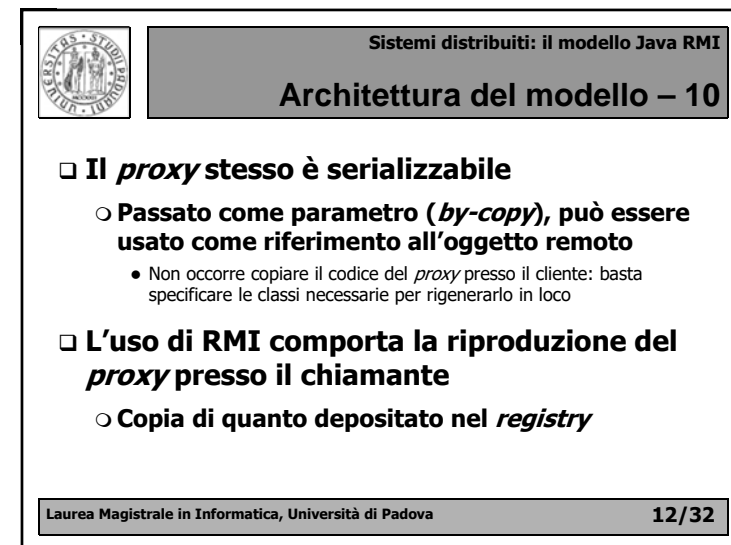 Sistemi distribuiti: il modello Java RMI
Architettura del modello – 10
❑ Il proxy stesso è serializzabile
❍ Passato come parametro (by-copy), può essere
usato come riferimento all'oggetto remoto
● Non occorre copiare il codice del proxy presso il cliente: basta
specificare le classi necessarie per rigenerarlo in loco
❑ L'uso di RMI comporta la riproduzione del
proxy presso il chiamante
❍ Copia di quanto depositato nel registry
Laurea Magistrale in Informatica, Università di Padova
12/32